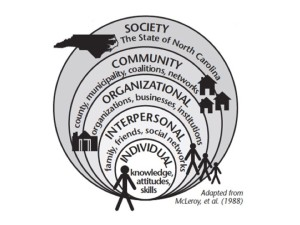 SOCIETY
The State of North Carolina
COMMUNITY
county, municipality, coalitions, networks
ORGANIZATIONAL
organizations, businesses, institutions
INTERPERSONAL
family, friends, social networks
INDIVIDUAL
knowledge,
attitudes,
skills
Adapted from
McLeroy, et al. (1988)